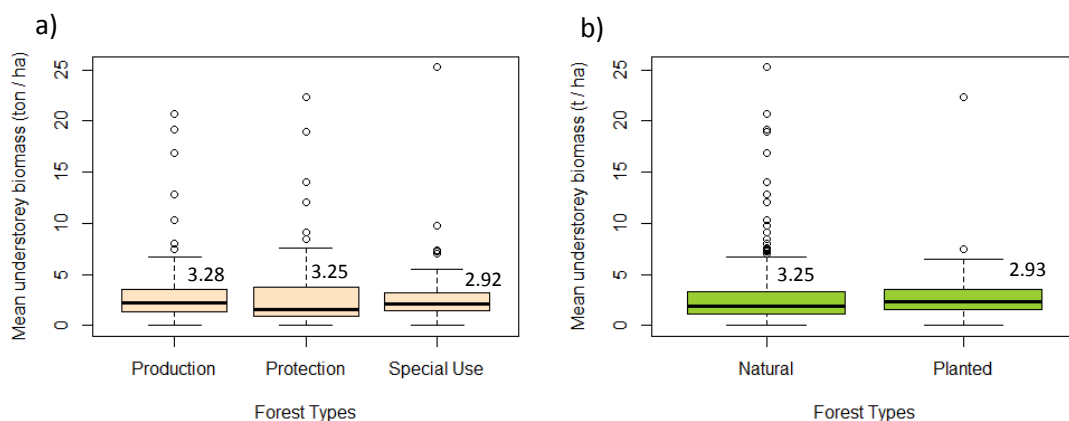 a)
Mean understorey biomass (ton / ha)
25
20
15
10
5
0
3.28
3.25
2.92
Production Protection Special Use
Forest Types
b)
Mean understorey biomass (t / ha)
25
20
15
10
5
0
3.25
2.93
Natural Planted
Forest Types